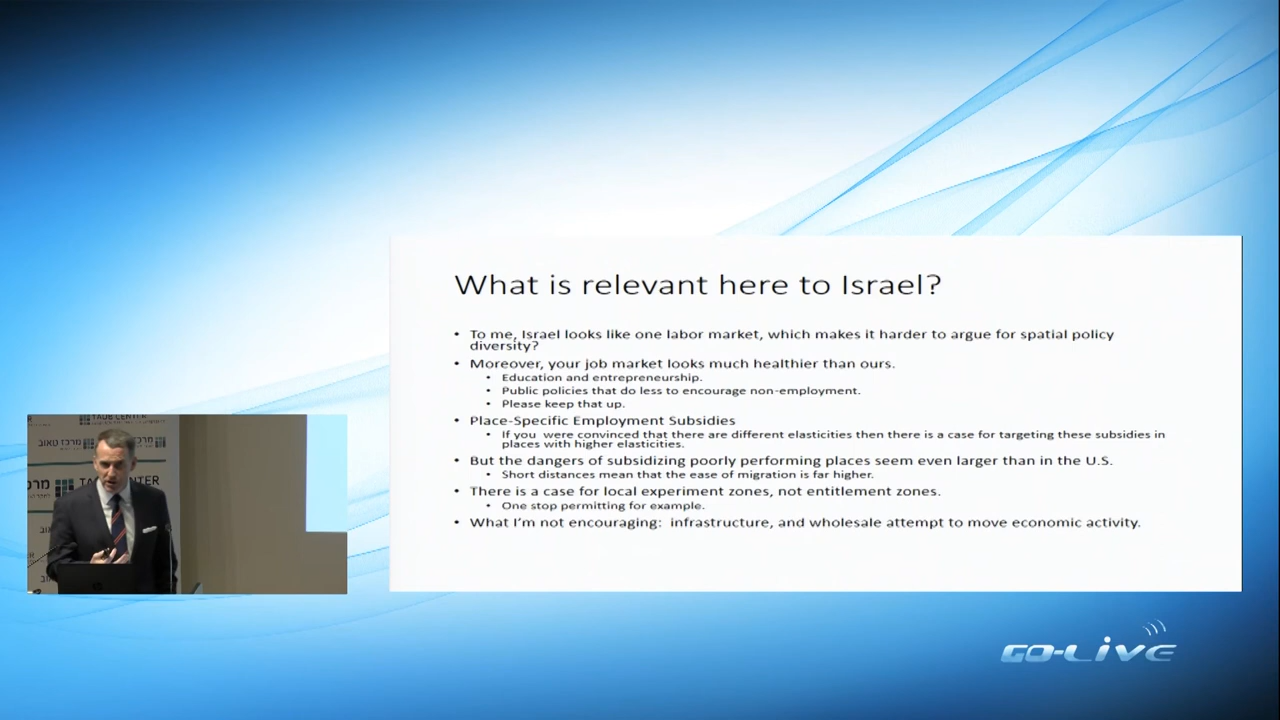 What is relevant here to Israel?
• To me, Israel looks like one labor market, which makes it harder to argue for spatial policy
diversity?
• Moreover, your job market looks much healthier than ours.
• Education and entrepreneurship.
• Public policies that do less to encourage non-employment.
• Please keep that up.
• Place-Specific Employment Subsidies
• If you were convinced that there are different elasticities then there is a case for targeting these subsidies in
places with higher elasticities.
• But the dangers of subsidizing poorly performing places seem even larger than in the U.S.
• Short distances mean that the ease of migration is far higher.
• There is a case for local experiment zones, not entitlement zones.
• One stop permitting for example.
• What I'm not encouraging: infrastructure, and wholesale attempt to move economic activity.
TAUB CENTER
מרכז טאוב
מרכז
CENTER
GO-LIVE